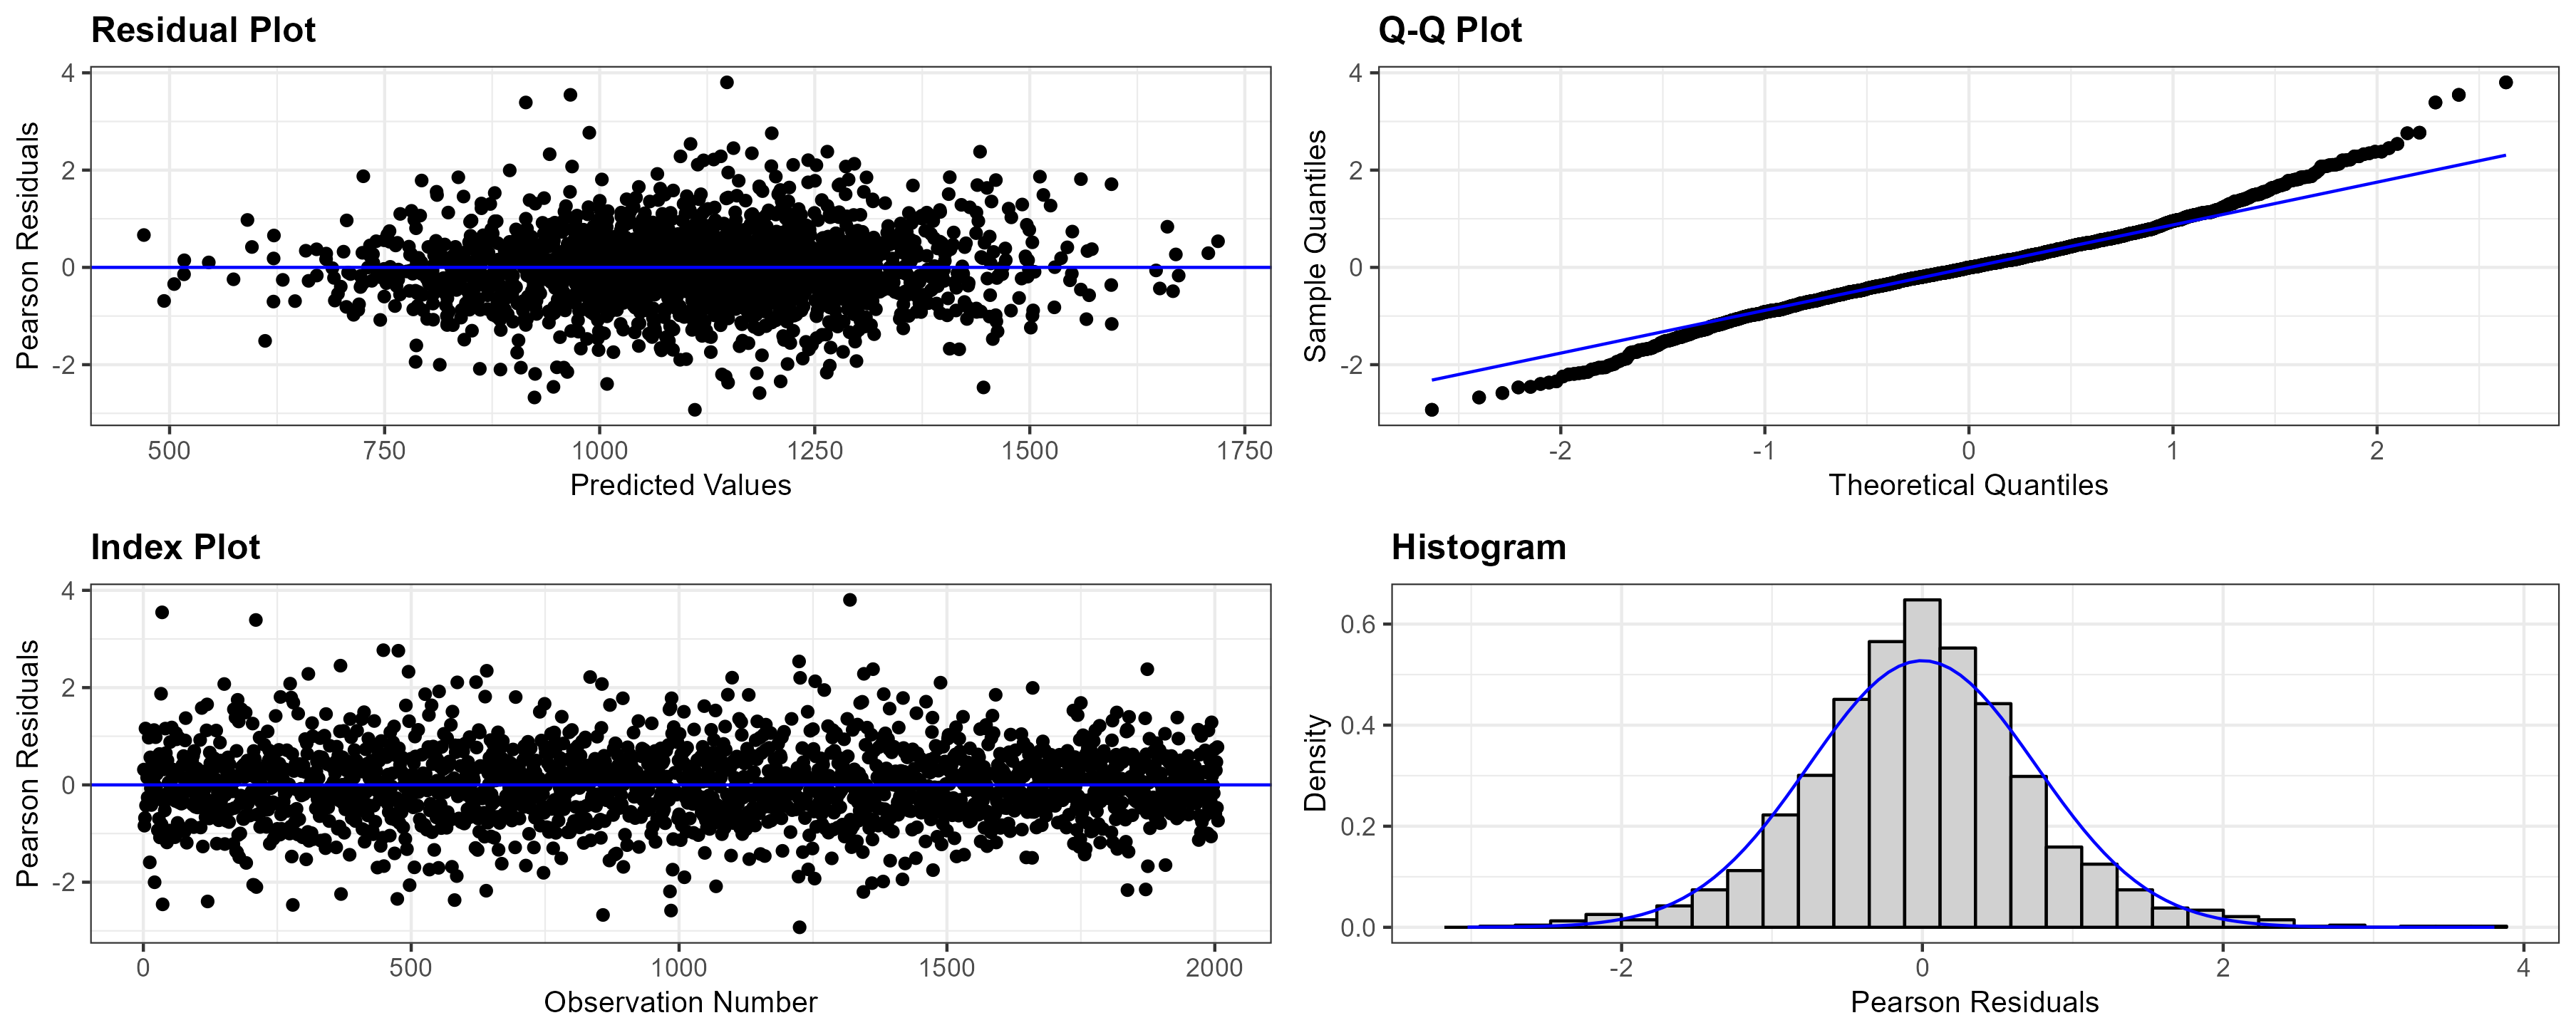 Residual Plot
4
2
0
-2
Pearson Residuals
500 750 1000 1250 1500 1750
Predicted Values
Q-Q Plot
4
2
0
-2
Sample Quantiles
-2 -1 0 1 2
Theoretical Quantiles
Index Plot
4
2
0
-2
Pearson Residuals
0 500 1000 1500 2000
Observation Number
Histogram
0.6
0.4
0.2
0.0
Density
-2 0 2 4
Pearson Residuals